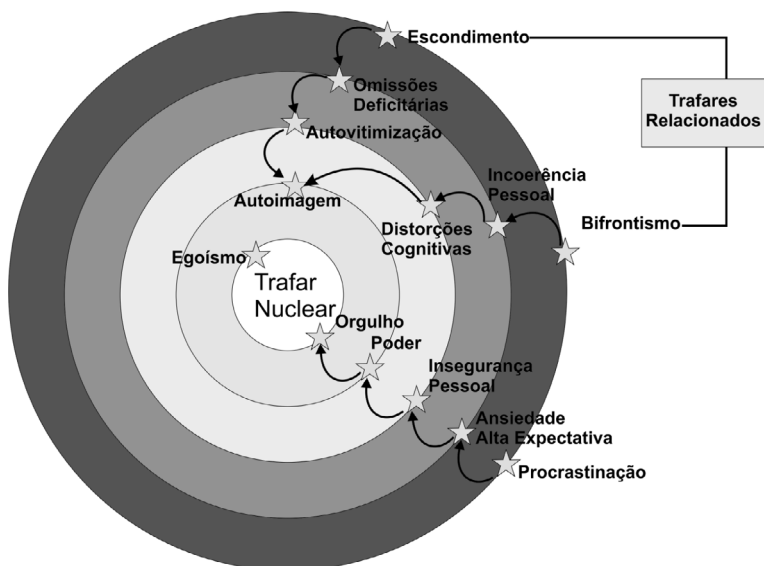 Escondimento
Omissões
Deficitárias
Trafares
Relacionados
Autovitimização
Incoerência
Pessoal
Autoimagem
Distorções
Cognitivas
Bifrontismo
Egoísmo
Trafar
Nuclear
Orgulho
Poder
Insegurança
Pessoal
Ansiedade
Alta Expectativa
Procrastinação